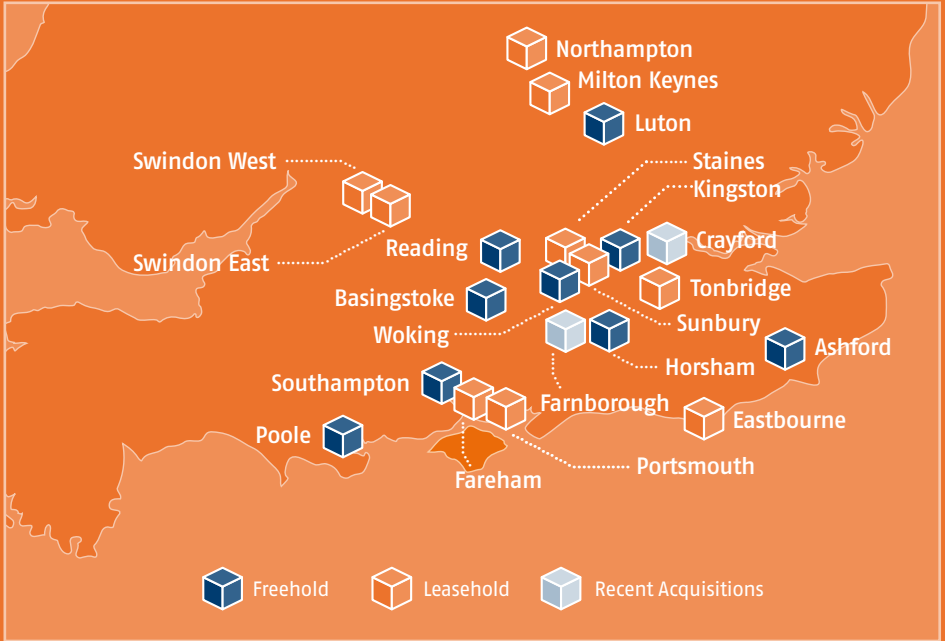 Northampton
Milton Keynes
Luton
Swindon West
Staines
Kingston
Crayford
Reading
Swindon East
Tonbridge
Basingstoke
Sunbury
Woking
Ashford
Horsham
Southampton
Farnborough
Eastbourne
Poole
Portsmouth
Fareham
Freehold
Leasehold
Recent Acquisitions